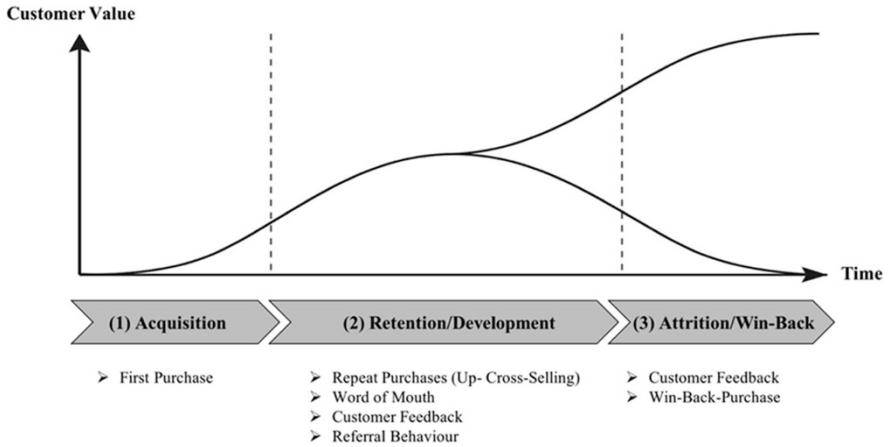 Customer Value
Time
(1) Acquisition
(2) Retention/Development
(3) Attrition/Win-Back
➢ First Purchase
➢ Repeat Purchases (Up- Cross-Selling)
➢ Word of Mouth
➢ Customer Feedback
➢ Referral Behaviour
➢ Customer Feedback
➢ Win-Back-Purchase